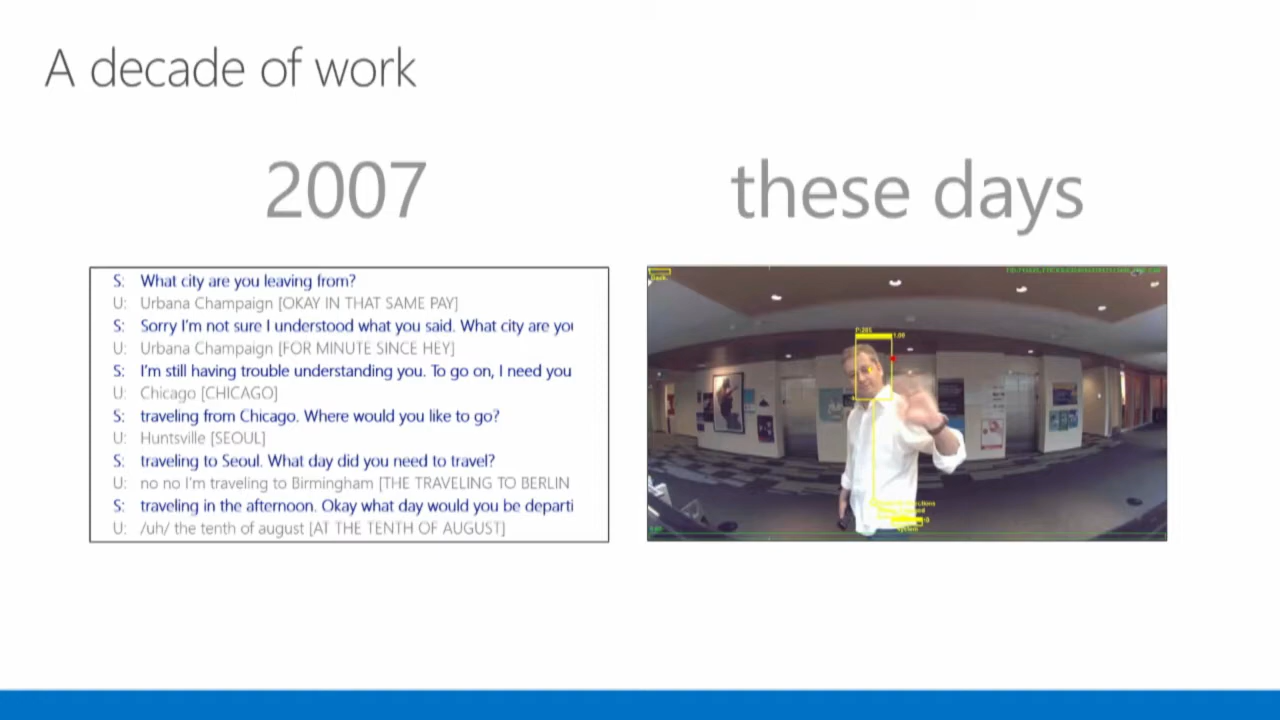 A decade of work
2007
these days
S: What city are you leaving from?
U: Urbana Champaign [OKAY IN THAT SAME PAY]
S: Sorry I'm not sure I understood what you said. What city are you
U: Urbana Champaign [FOR MINUTE SINCE HEY]
S: I'm still having trouble understanding you. To go on, I need you
U: Chicago [CHICAGO]
S: traveling from Chicago. Where would you like to go?
U: Huntsville [SEOUL]
S: traveling to Seoul. What day did you need to travel?
U: no no I'm traveling to Birmingham [THE TRAVELING TO BERLIN
S: traveling in the afternoon. Okay what day would you be departi
U: /uh/ the tenth of august [AT THE TENTH OF AUGUST]
P:285
1.00